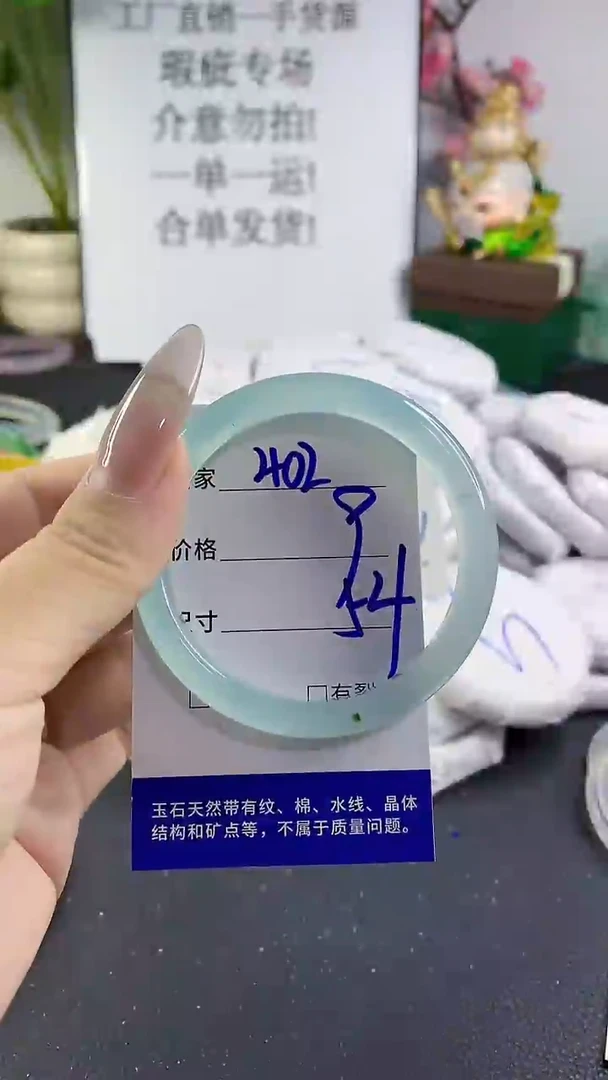 工厂直销一手货源
瑕疵专场
介意勿拍!
一单一运!
合单发货!
家 402
价格
尺寸 54
有裂
玉石天然带有纹、棉、水线、晶体
结构和矿点等，不属于质量问题。